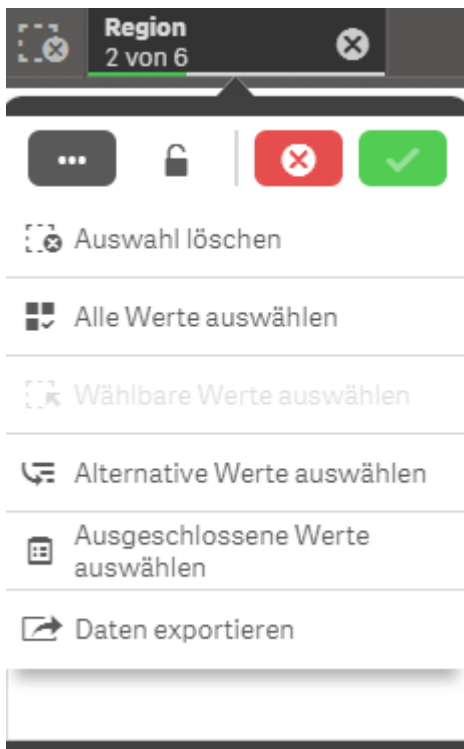 Region
2 von 6
Auswahl löschen
Alle Werte auswählen
Wählbare Werte auswählen
Alternative Werte auswählen
Ausgeschlossene Werte
auswählen
Daten exportieren